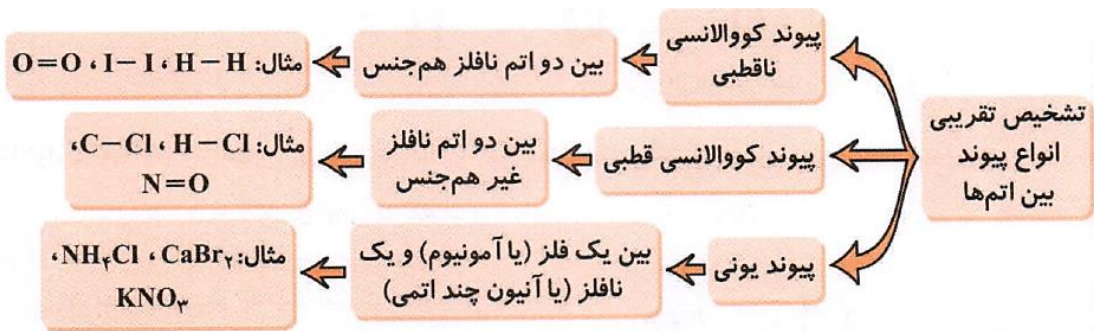 تشخیص تقریبی
انواع پیوند
بین اتم‌ها
پیوند کووالانسی
ناقطبی
بین دو اتم نافلز هم‌جنس
مثال: H−H ،I−I ،O=O
پیوند کووالانسی قطبی
بین دو اتم نافلز
غیر هم‌جنس
مثال: H−Cl ،C−Cl،
N=O
پیوند یونی
بین یک فلز (یا آمونیوم) و یک
نافلز (یا آنیون چند اتمی)
مثال: CaBr۲ ،NH۴Cl،
KNO۳